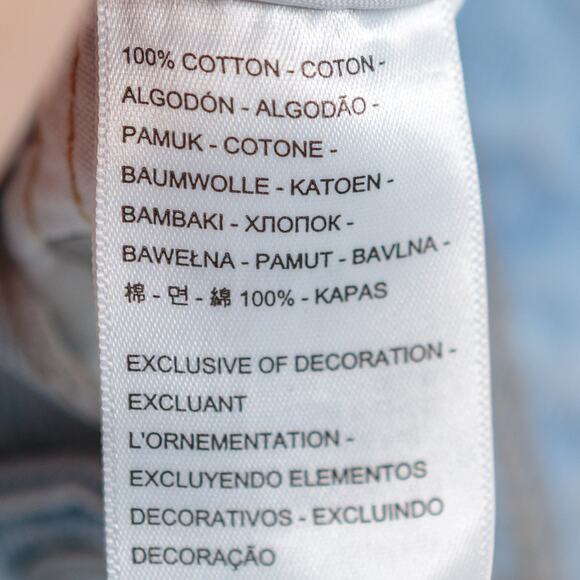 100% COTTON - COTON -
ALGODÓN - ALGODÃO -
PAMUK - COTONE -
BAUMWOLLE - KATOEN -
BAMBAKI - ХЛОПОК -
BAWEŁNA - PAMUT - BAVLNA -
棉 - 면 - 綿 100% - KAPAS
EXCLUSIVE OF DECORATION -
EXCLUANT
L'ORNEMENTATION -
EXCLUYENDO ELEMENTOS
DECORATIVOS - EXCLUINDO
DECORAÇÃO